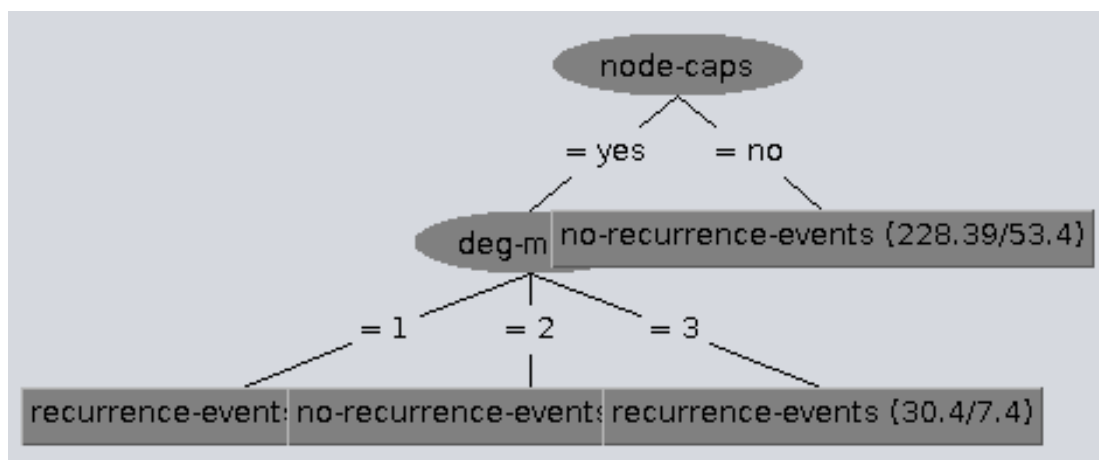 node-caps
= yes
= no
deg-m
no-recurrence-events (228.39/53.4)
= 1
= 2
= 3
recurrence-event
no-recurrence-event
recurrence-events (30.4/7.4)